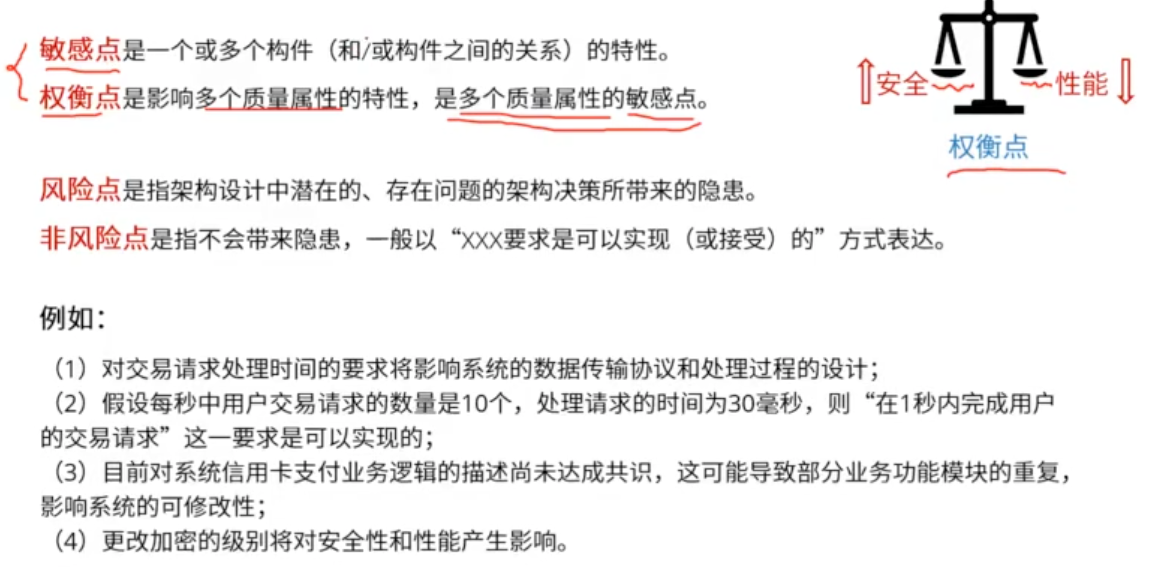 敏感点是一个或多个构件（和/或构件之间的关系）的特性。
权衡点是影响多个质量属性的特性，是多个质量属性的敏感点。
安全
性能
权衡点
风险点是指架构设计中潜在的、存在问题的架构决策所带来的隐患。
非风险点是指不会带来隐患，一般以“XXX要求是可以实现（或接受）的”方式表达。
例如：
（1）对交易请求处理时间的要求将影响系统的数据传输协议和处理过程的设计；
（2）假设每秒中用户交易请求的数量是10个，处理请求的时间为30毫秒，则“在1秒内完成用户
的交易请求”这一要求是可以实现的；
（3）目前对系统信用卡支付业务逻辑的描述尚未达成共识，这可能导致部分业务功能模块的重复，
影响系统的可修改性；
（4）更改加密的级别将对安全性和性能产生影响。